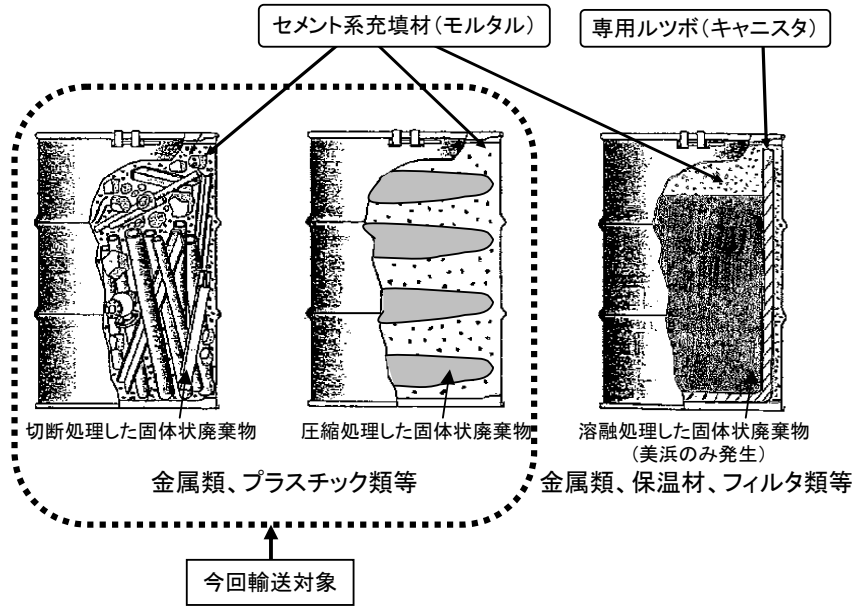 セメント系充填材(モルタル)
専用ルツボ(キャニスタ)
切断処理した固体状廃棄物
圧縮処理した固体状廃棄物
溶融処理した固体状廃棄物
(美浜のみ発生)
金属類、プラスチック類等
金属類、保温材、フィルタ類等
今回輸送対象